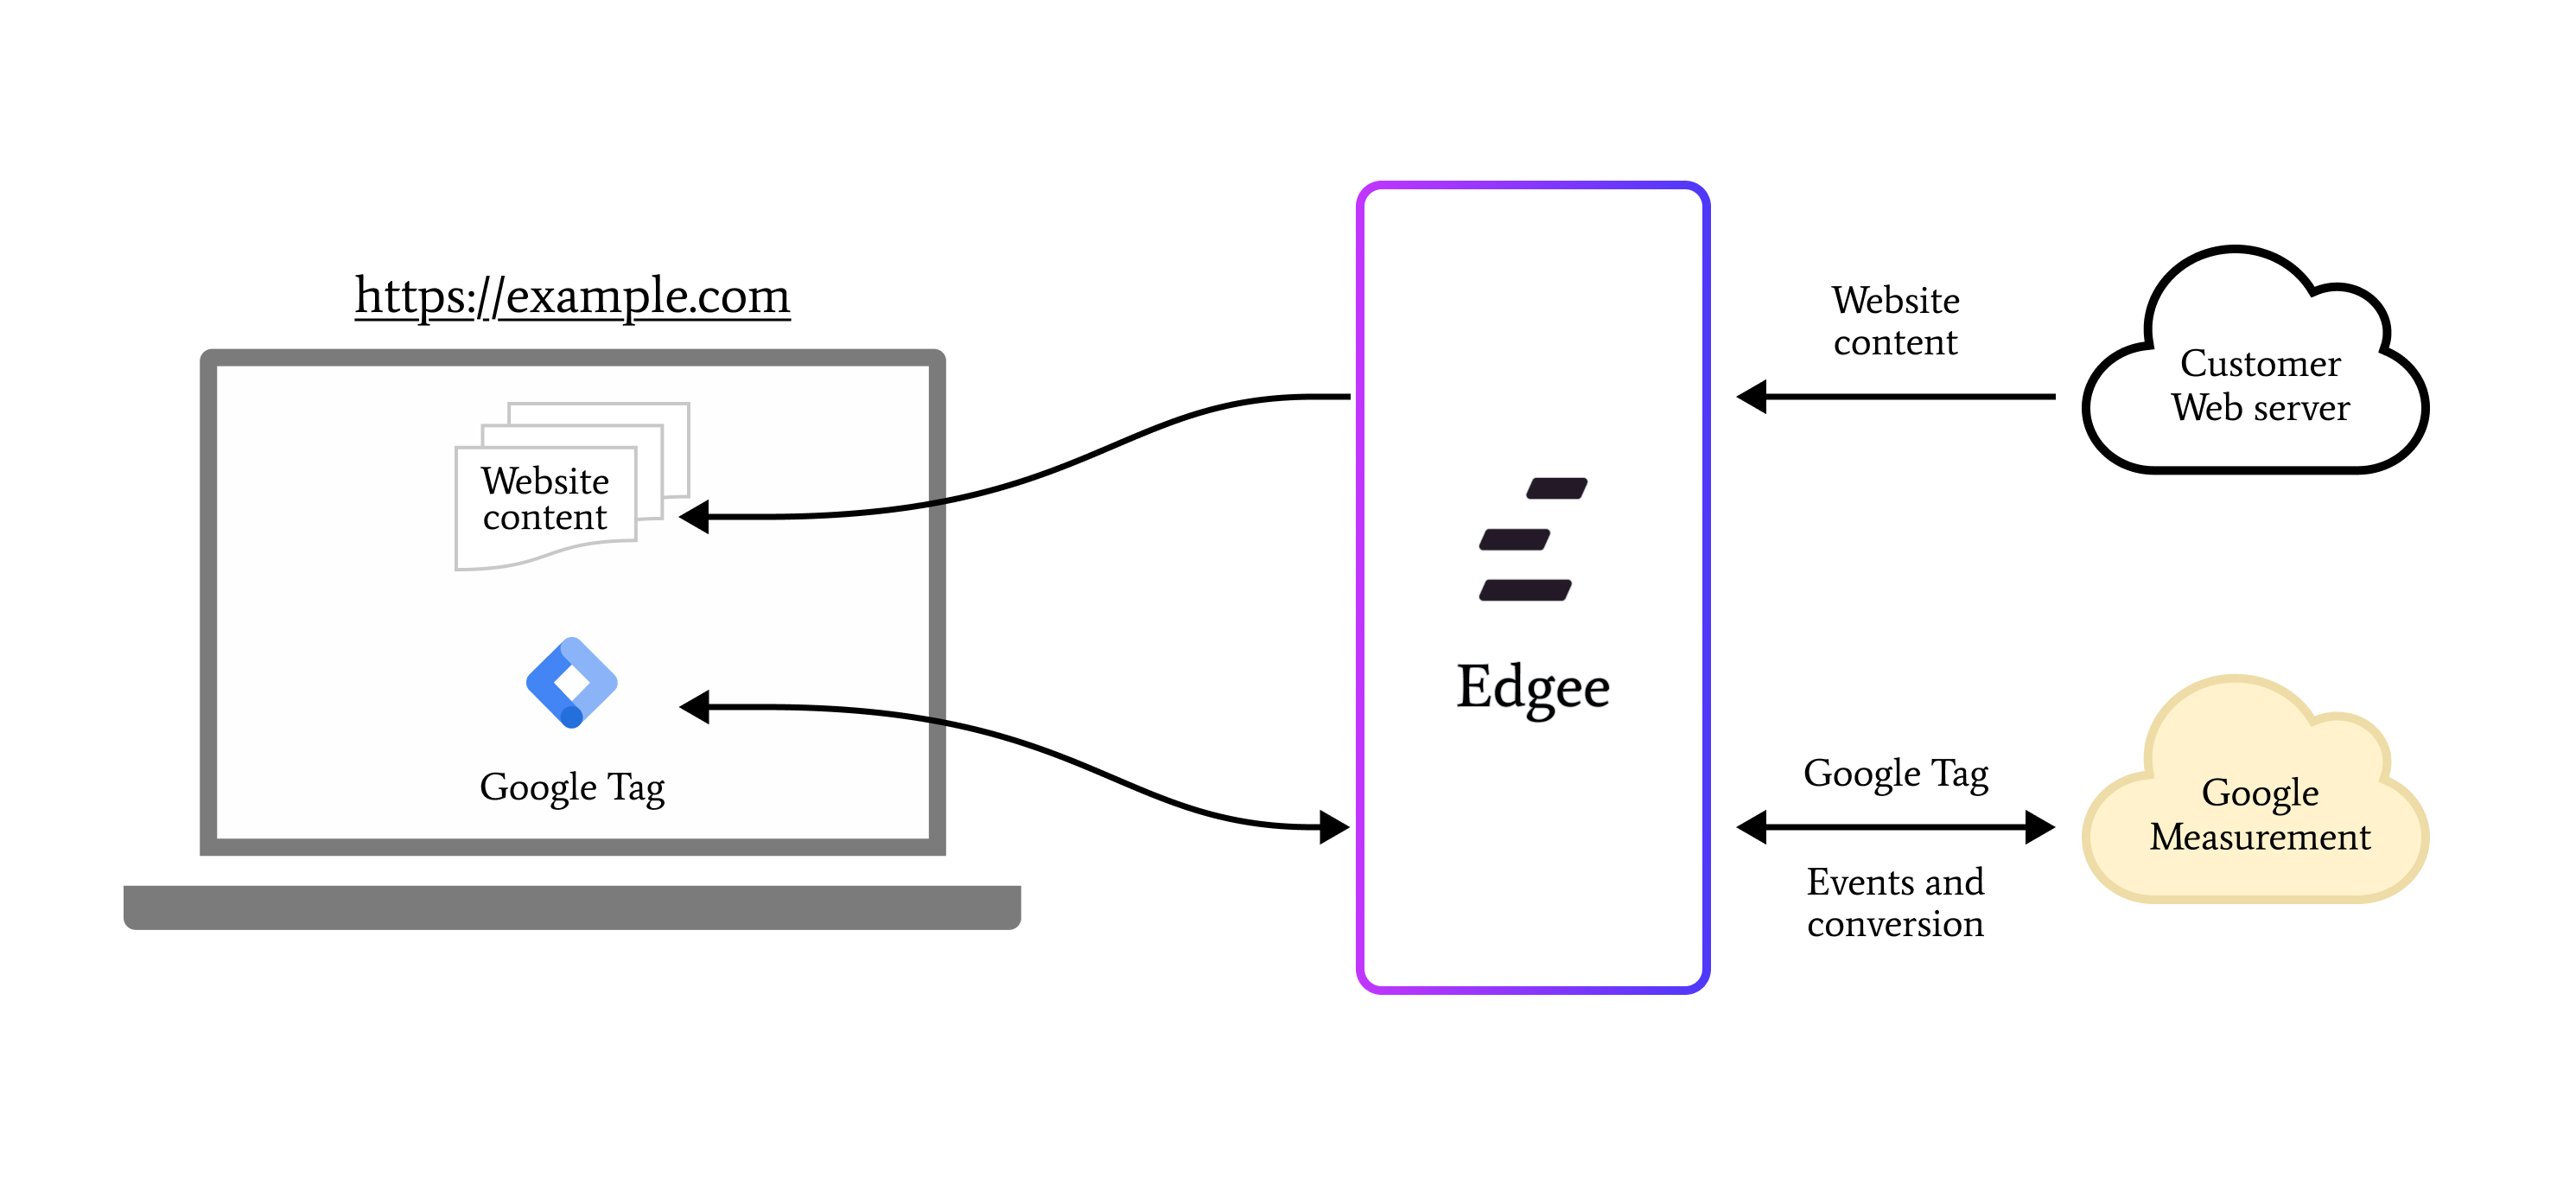 https://example.com
Website
content
Google Tag
Edgee
Website
content
Customer
Web server
Google Tag
Events and
conversion
Google
Measurement